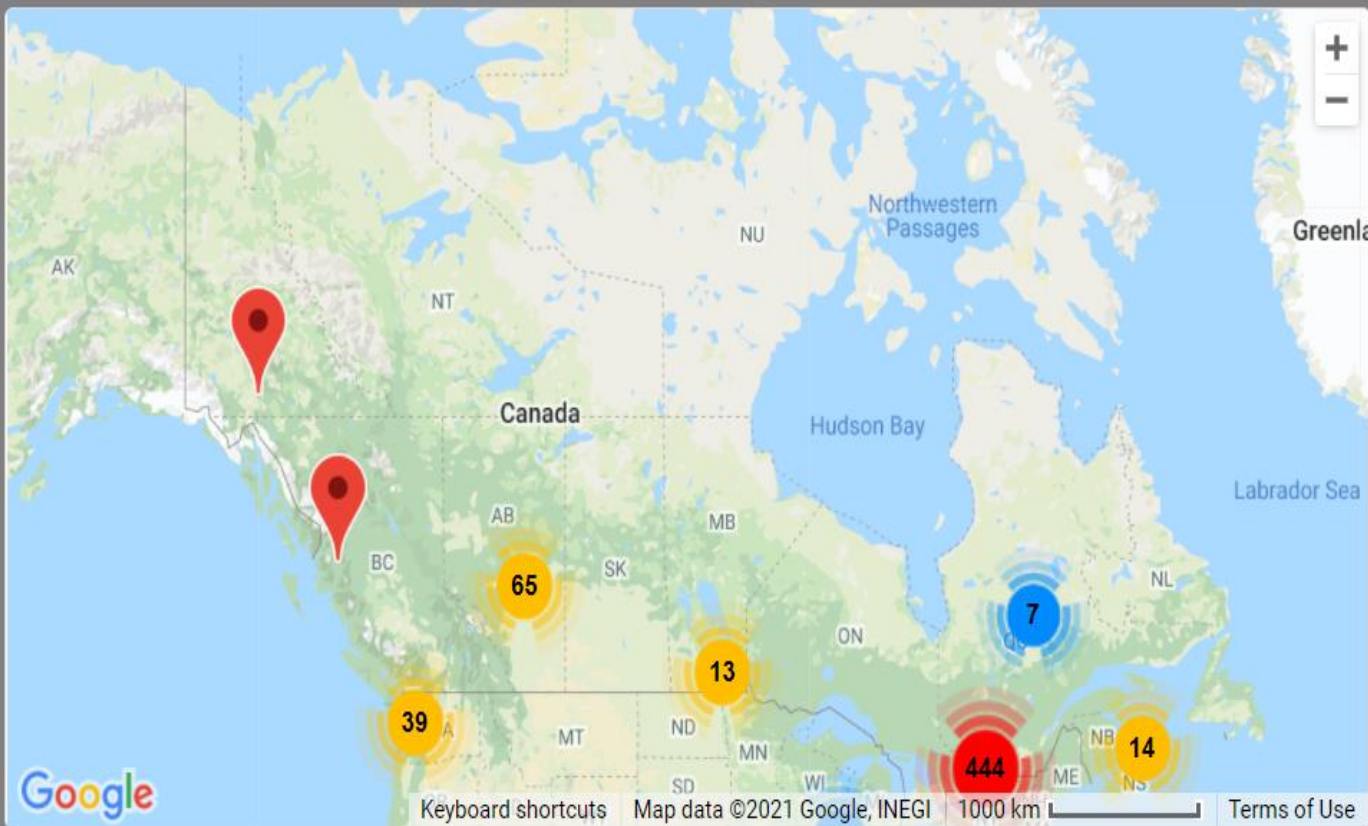 +
−
Northwestern
Passages
NU
Greenla
AK
NT
Canada
Hudson Bay
Labrador Sea
AB
MB
BC
SK
NL
65
7
ON
13
39
MT
ND
NB
14
MN
444
ME
WI
SD
NS
Google
Keyboard shortcuts
Map data ©2021 Google, INEGI
1000 km
Terms of Use